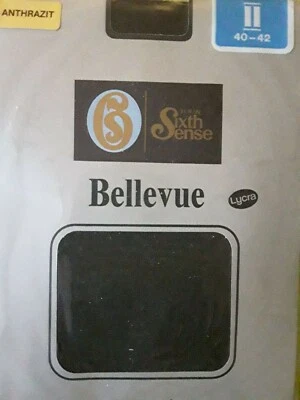 ANTHRAZIT
II
40-42
Sixth
Sense
Bellevue
Lycra